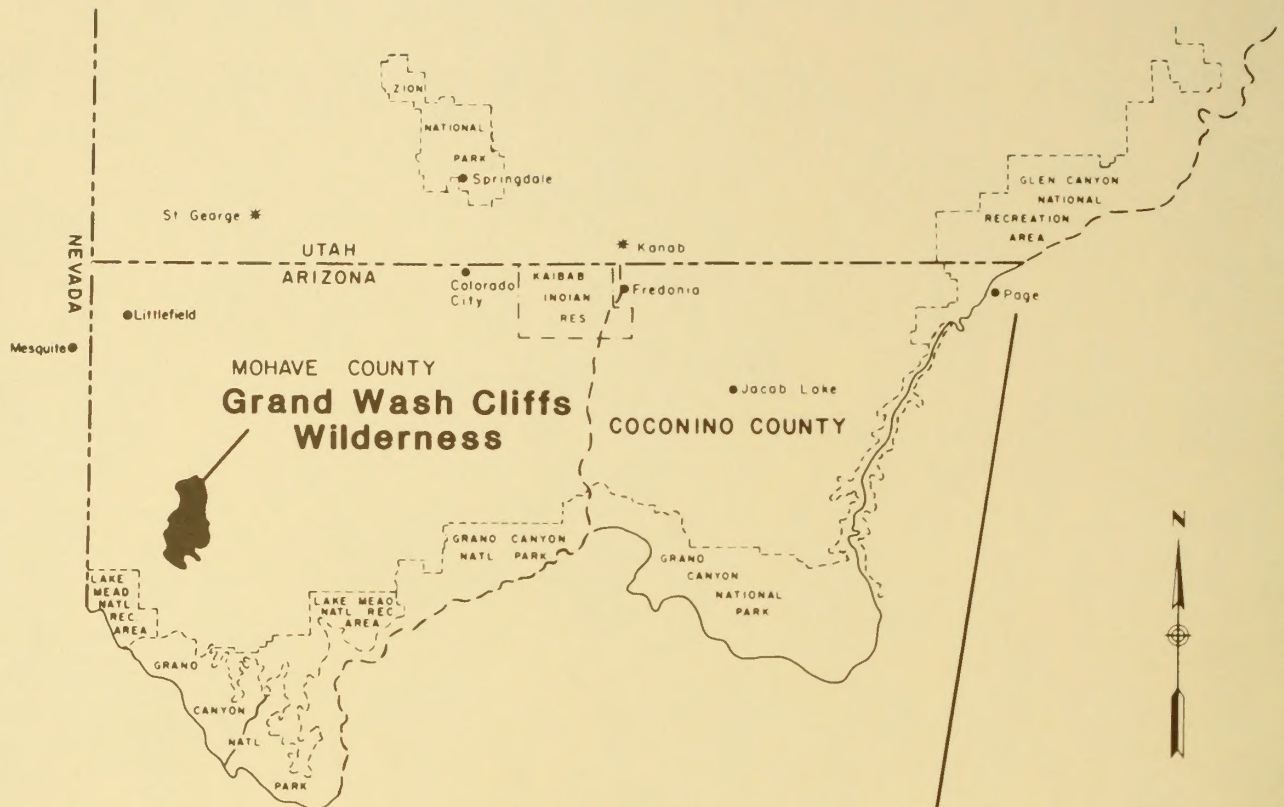 ZION
NATIONAL
PARK
Springdale
GLEN CANYON
NATIONAL
RECREATION
AREA
St George
NEVADA
UTAH
ARIZONA
Kanab
Colorado
City
KAIBAB
INDIAN
RES
Fredonia
Page
Littlefield
Mesquite
MOHAVE COUNTY
Grand Wash Cliffs
Wilderness
Jacob Lake
COCONINO COUNTY
N
GRAND CANYON
NATL PARK
GRAND
CANYON
NATIONAL
PARK
LAKE
MEAD
NATL
REC
AREA
LAKE MEAD
NATL REC
AREA
GRAND
CANYON
NATL
PARK